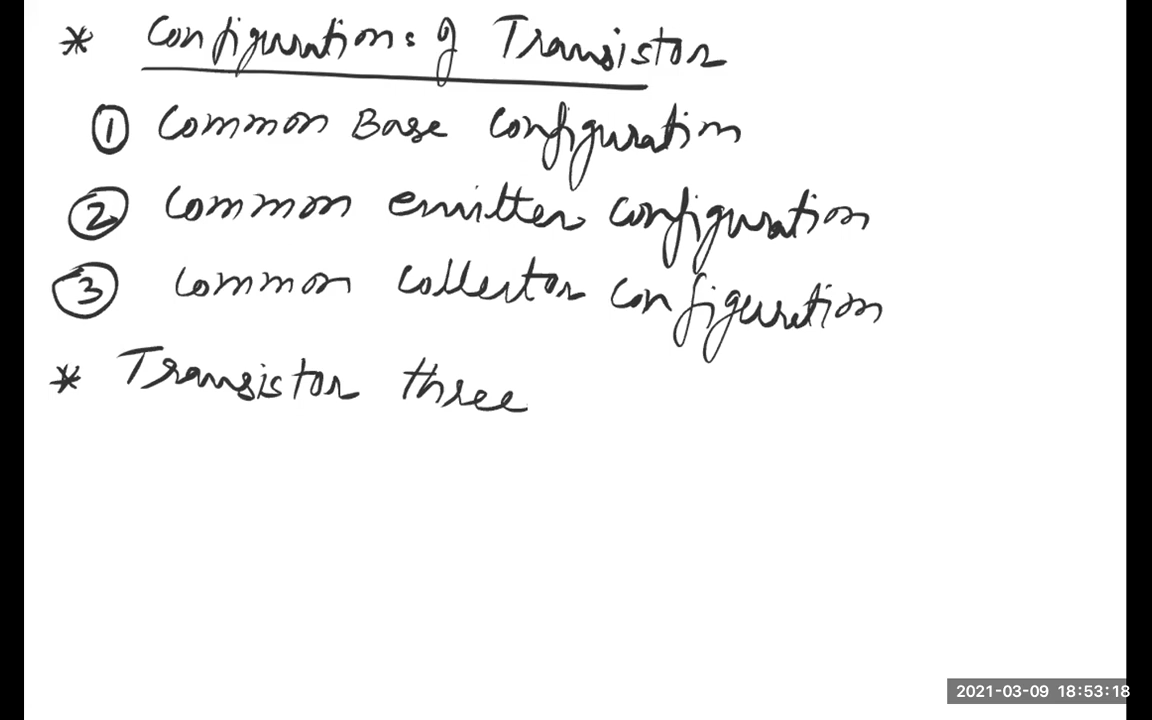 * Configurations of Transistor
① Common Base Configuration
② Common emitter configuration
③ Common Collector Configuration
* Transistor three
2021-03-09 18:53:18